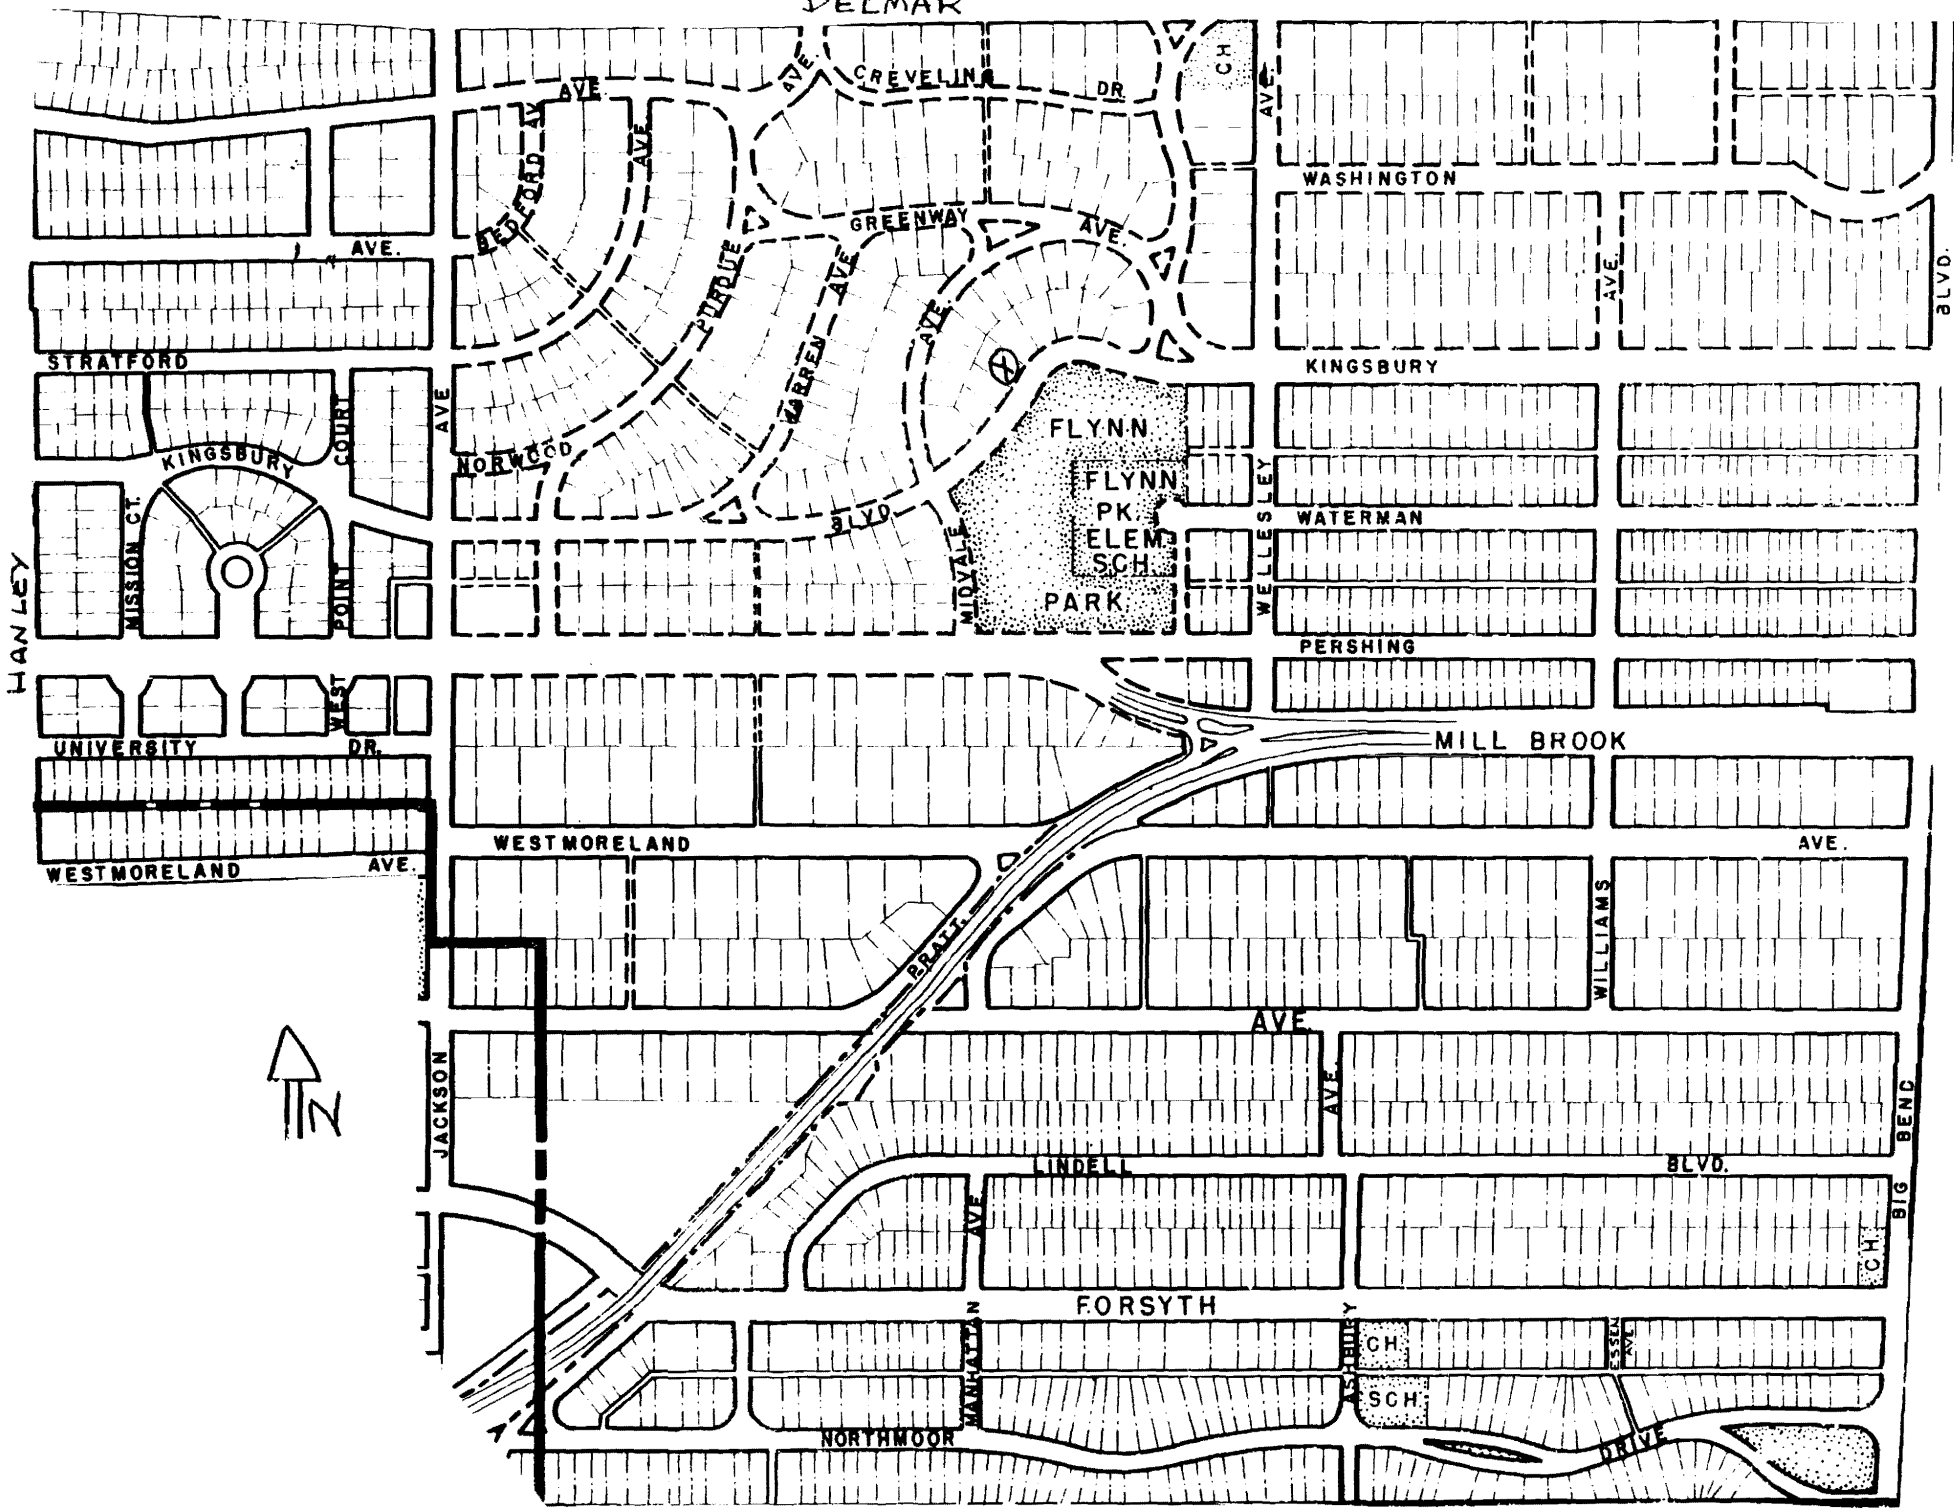 DELMAR
CH
AVE.
CREVELING
DR.
AVE.
AVE
BEDFORD AV
AVE.
WASHINGTON
GREENWAY
AVE.
AVE.
PURDUE
WARREN AVE
AVE.
AVE.
BLVD.
STRATFORD
KINGSBURY
COURT
AVE
KINGSBURY
NORWOOD
FLYNN
FLYNN
PK.
ELEM
SCH.
PARK
WELLESLEY
WATERMAN
BLVD
MIDVALE
MISSION CT.
POINT
HANLEY
PERSHING
WEST
UNIVERSITY
DR.
MILL BROOK
WESTMORELAND
AVE.
WESTMORELAND
AVE.
PRATT
WILLIAMS
AVE.
N
JACKSON
AVE.
BIG BEND
LINDELL
BLVD.
AVE
CH.
FORSYTH
MANHATTAN
ASHBURY
CH.
SCH.
ESSEN
AVE
NORTHMOOR
DRIVE